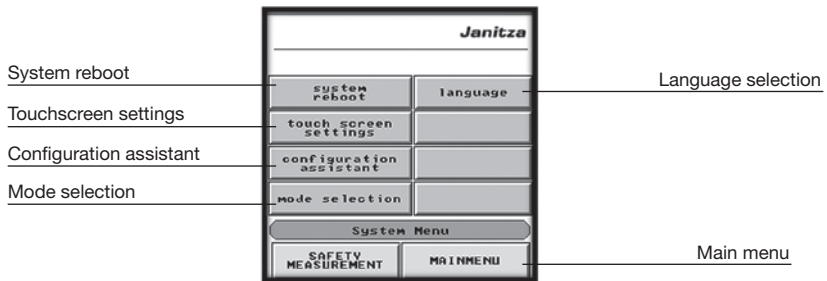 Janitza
System reboot
system
reboot
language
Language selection
Touchscreen settings
touch screen
settings
Configuration assistant
configuration
assistant
Mode selection
mode selection
System Menu
SAFETY
MEASUREMENT
MAINMENU
Main menu